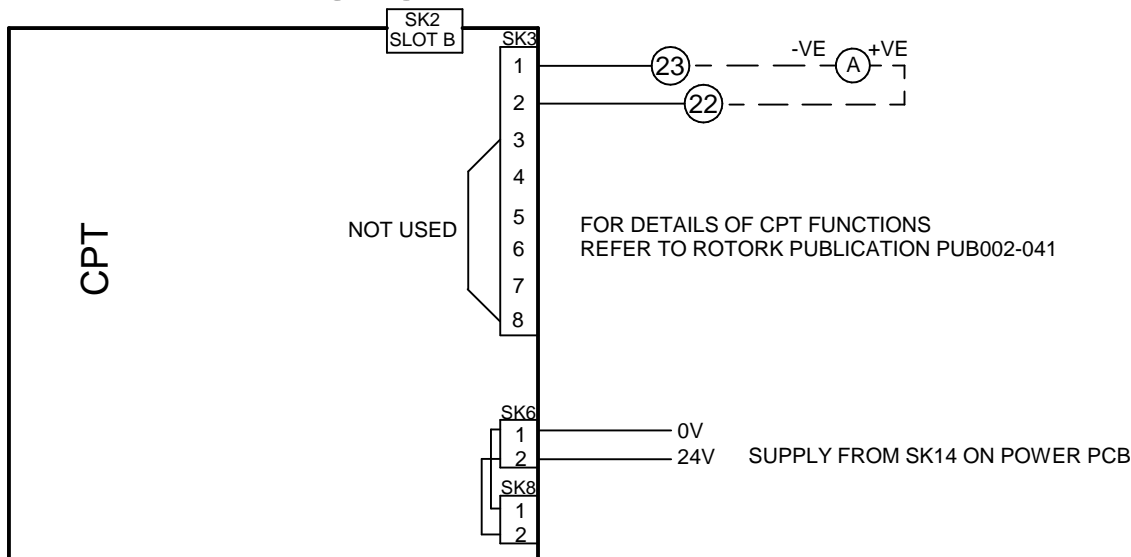 SK2
SLOT B
SK3
1
23
-VE
A
+VE
2
22
3
4
5
6
7
8
NOT USED
CPT
FOR DETAILS OF CPT FUNCTIONS
REFER TO ROTORK PUBLICATION PUB002-041
SK6
1
0V
2
24V
SUPPLY FROM SK14 ON POWER PCB
SK8
1
2